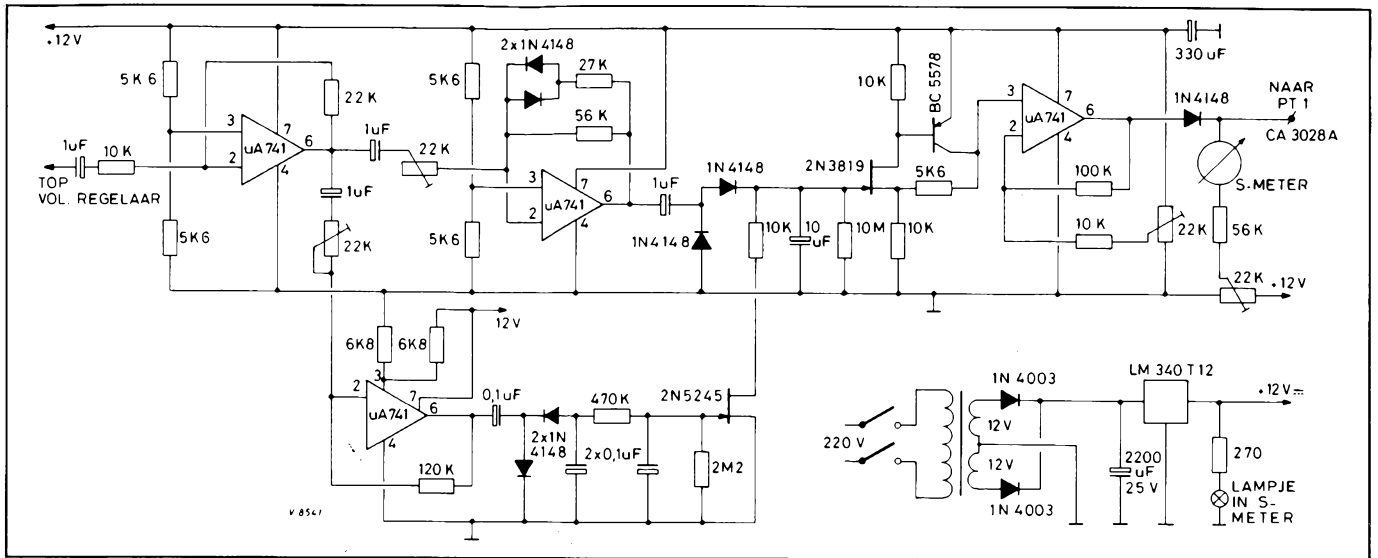 +12V
5K6
22K
3
2
7
6
4
uA741
1uF
10K
TOP
VOL. REGELAAR
5K6
1uF
22K
1uF
22K
5K6
5K6
2x1N4148
27K
56K
3
2
7
6
4
uA741
1uF
1N4148
1N4148
10K
10
uF
10M
2N3819
10K
10K
BC 5578
5K6
3
2
7
6
4
uA741
100K
10K
22K
330uF
1N4148
NAAR
PT 1
CA 3028A
S-METER
56K
22K
+12V
6K8
6K8
12V
2
3
7
6
4
uA741
120K
0,1uF
2x1N
4148
2x0,1uF
470K
2N5245
2M2
V 8541
220 V
12V
12V
1N 4003
1N 4003
LM 340 T12
2200
uF
25 V
+12V
270
LAMPJE
IN S-
METER